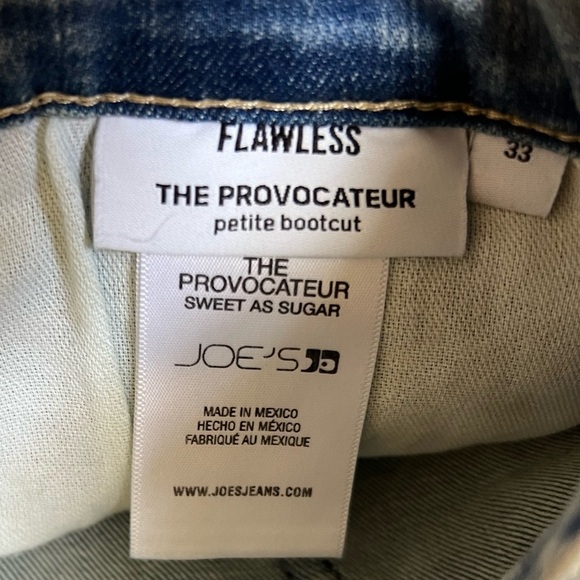 FLAWLESS
33
THE PROVOCATEUR
petite bootcut
THE
PROVOCATEUR
SWEET AS SUGAR
JOE'S
MADE IN MEXICO
HECHO EN MÉXICO
FABRIQUÉ AU MEXIQUE
WWW.JOESJEANS.COM